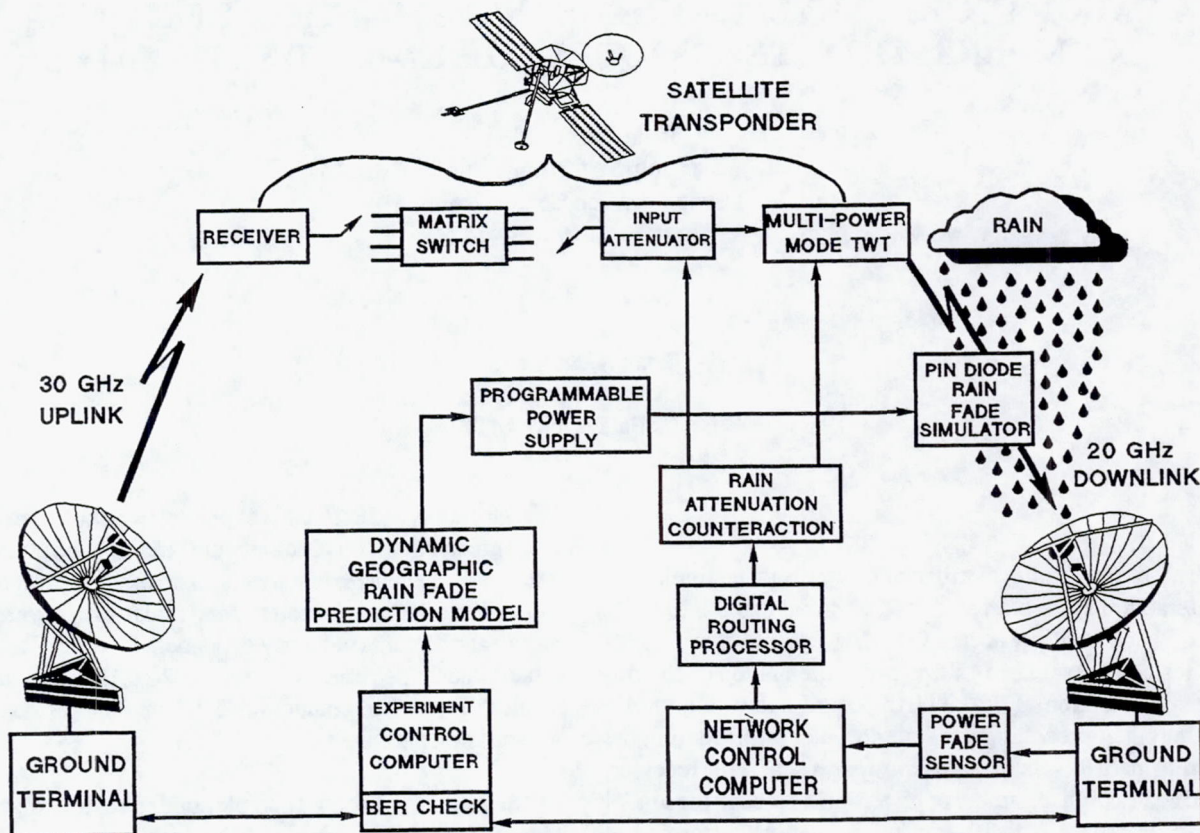 SATELLITE
TRANSPONDER
RECEIVER
MATRIX
SWITCH
INPUT
ATTENUATOR
MULTI-POWER
MODE TWT
RAIN
30 GHz
UPLINK
PROGRAMMABLE
POWER
SUPPLY
PIN DIODE
RAIN
FADE
SIMULATOR
20 GHz
DOWNLINK
RAIN
ATTENUATION
COUNTERACTION
DYNAMIC
GEOGRAPHIC
RAIN FADE
PREDICTION MODEL
DIGITAL
ROUTING
PROCESSOR
EXPERIMENT
CONTROL
COMPUTER
BER CHECK
NETWORK
CONTROL
COMPUTER
POWER
FADE
SENSOR
GROUND
TERMINAL
GROUND
TERMINAL